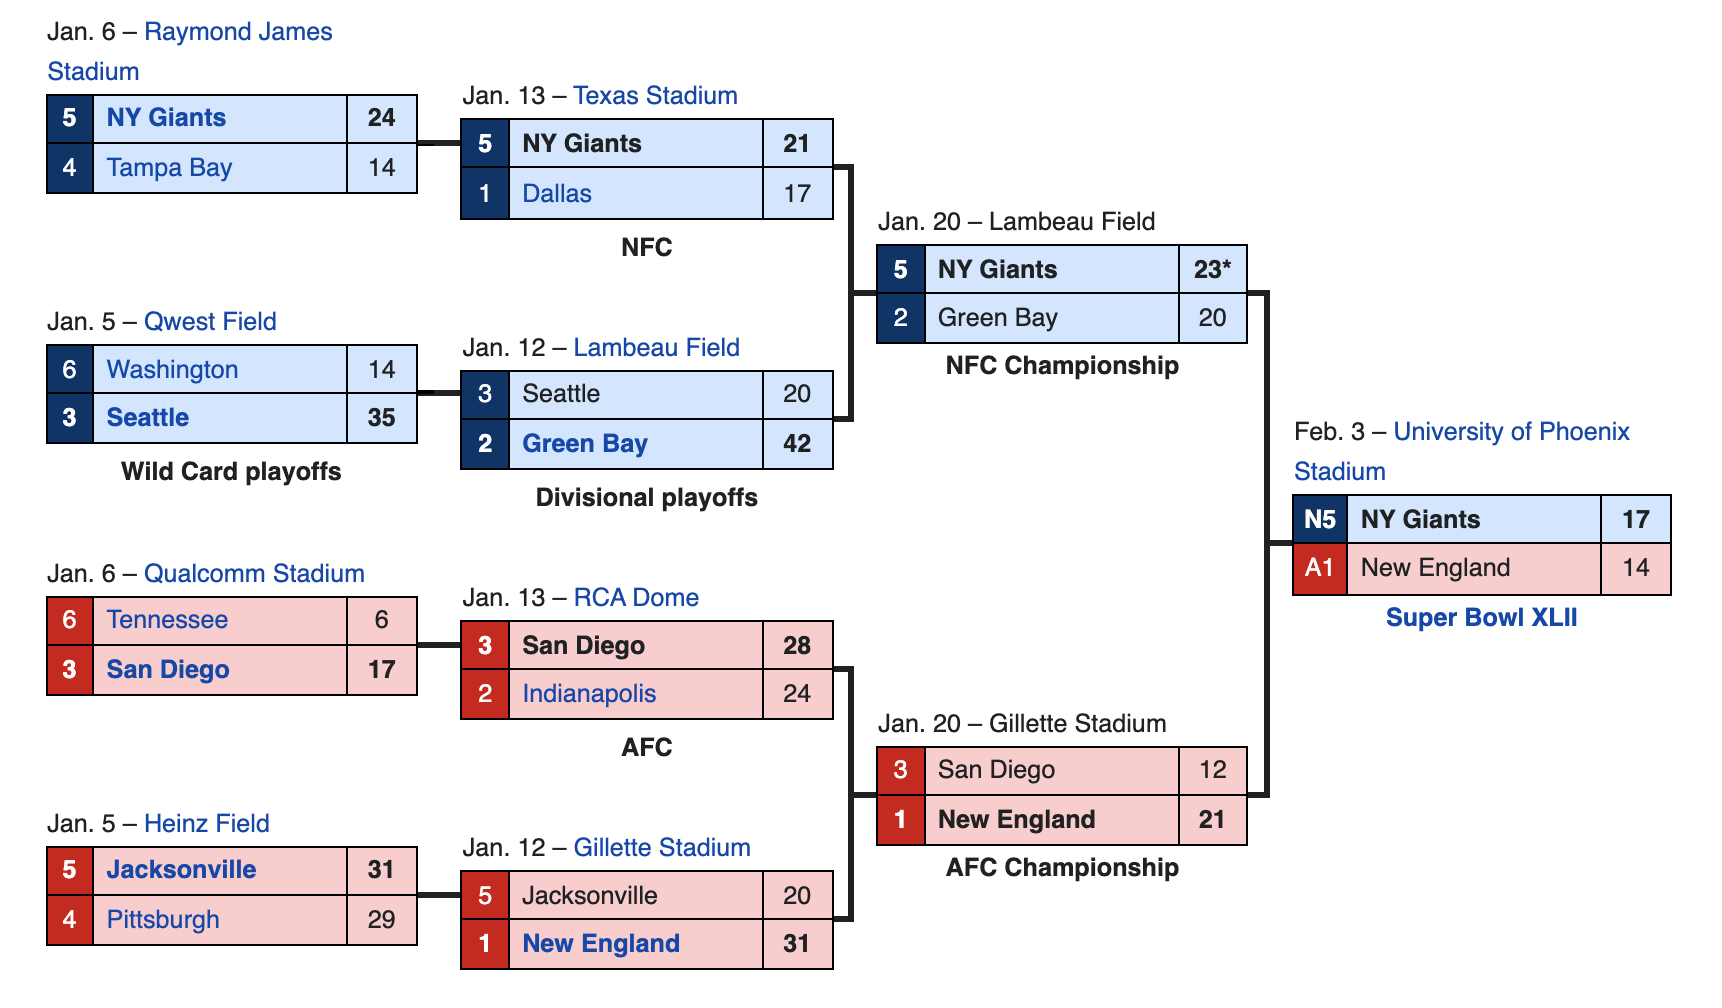 Jan. 6 – Raymond James
Stadium
5 NY Giants 24
4 Tampa Bay 14
Jan. 5 – Qwest Field
6 Washington 14
3 Seattle 35
Wild Card playoffs
Jan. 6 – Qualcomm Stadium
6 Tennessee 6
3 San Diego 17
Jan. 5 – Heinz Field
5 Jacksonville 31
4 Pittsburgh 29
Jan. 13 – Texas Stadium
5 NY Giants 21
1 Dallas 17
NFC
Jan. 12 – Lambeau Field
3 Seattle 20
2 Green Bay 42
Divisional playoffs
Jan. 13 – RCA Dome
3 San Diego 28
2 Indianapolis 24
AFC
Jan. 12 – Gillette Stadium
5 Jacksonville 20
1 New England 31
Jan. 20 – Lambeau Field
5 NY Giants 23*
2 Green Bay 20
NFC Championship
Jan. 20 – Gillette Stadium
3 San Diego 12
1 New England 21
AFC Championship
Feb. 3 – University of Phoenix
Stadium
N5 NY Giants 17
A1 New England 14
Super Bowl XLII